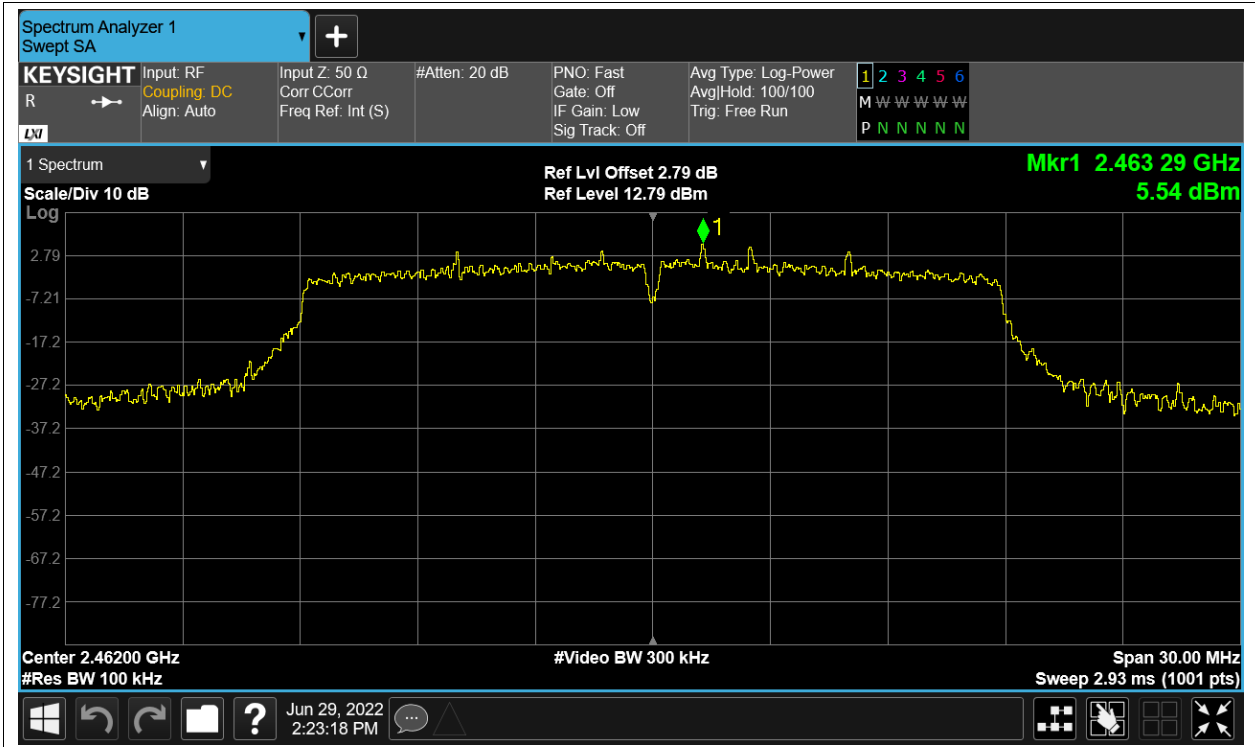 Spectrum Analyzer 1
Swept SA
KEYSIGHT
R
LXI
Input: RF
Coupling: DC
Align: Auto
Input Z: 50 Ω
Corr CCorr
Freq Ref: Int (S)
#Atten: 20 dB
PNO: Fast
Gate: Off
IF Gain: Low
Sig Track: Off
Avg Type: Log-Power
Avg|Hold: 100/100
Trig: Free Run
1 2 3 4 5 6
M W W W W W W
P N N N N N N
1 Spectrum
Scale/Div 10 dB
Log
Ref Lvl Offset 2.79 dB
Ref Level 12.79 dBm
Mkr1 2.463 29 GHz
5.54 dBm
1
2.79
-7.21
-17.2
-27.2
-37.2
-47.2
-57.2
-67.2
-77.2
Center 2.46200 GHz
#Res BW 100 kHz
#Video BW 300 kHz
Span 30.00 MHz
Sweep 2.93 ms (1001 pts)
?
Jun 29, 2022
2:23:18 PM